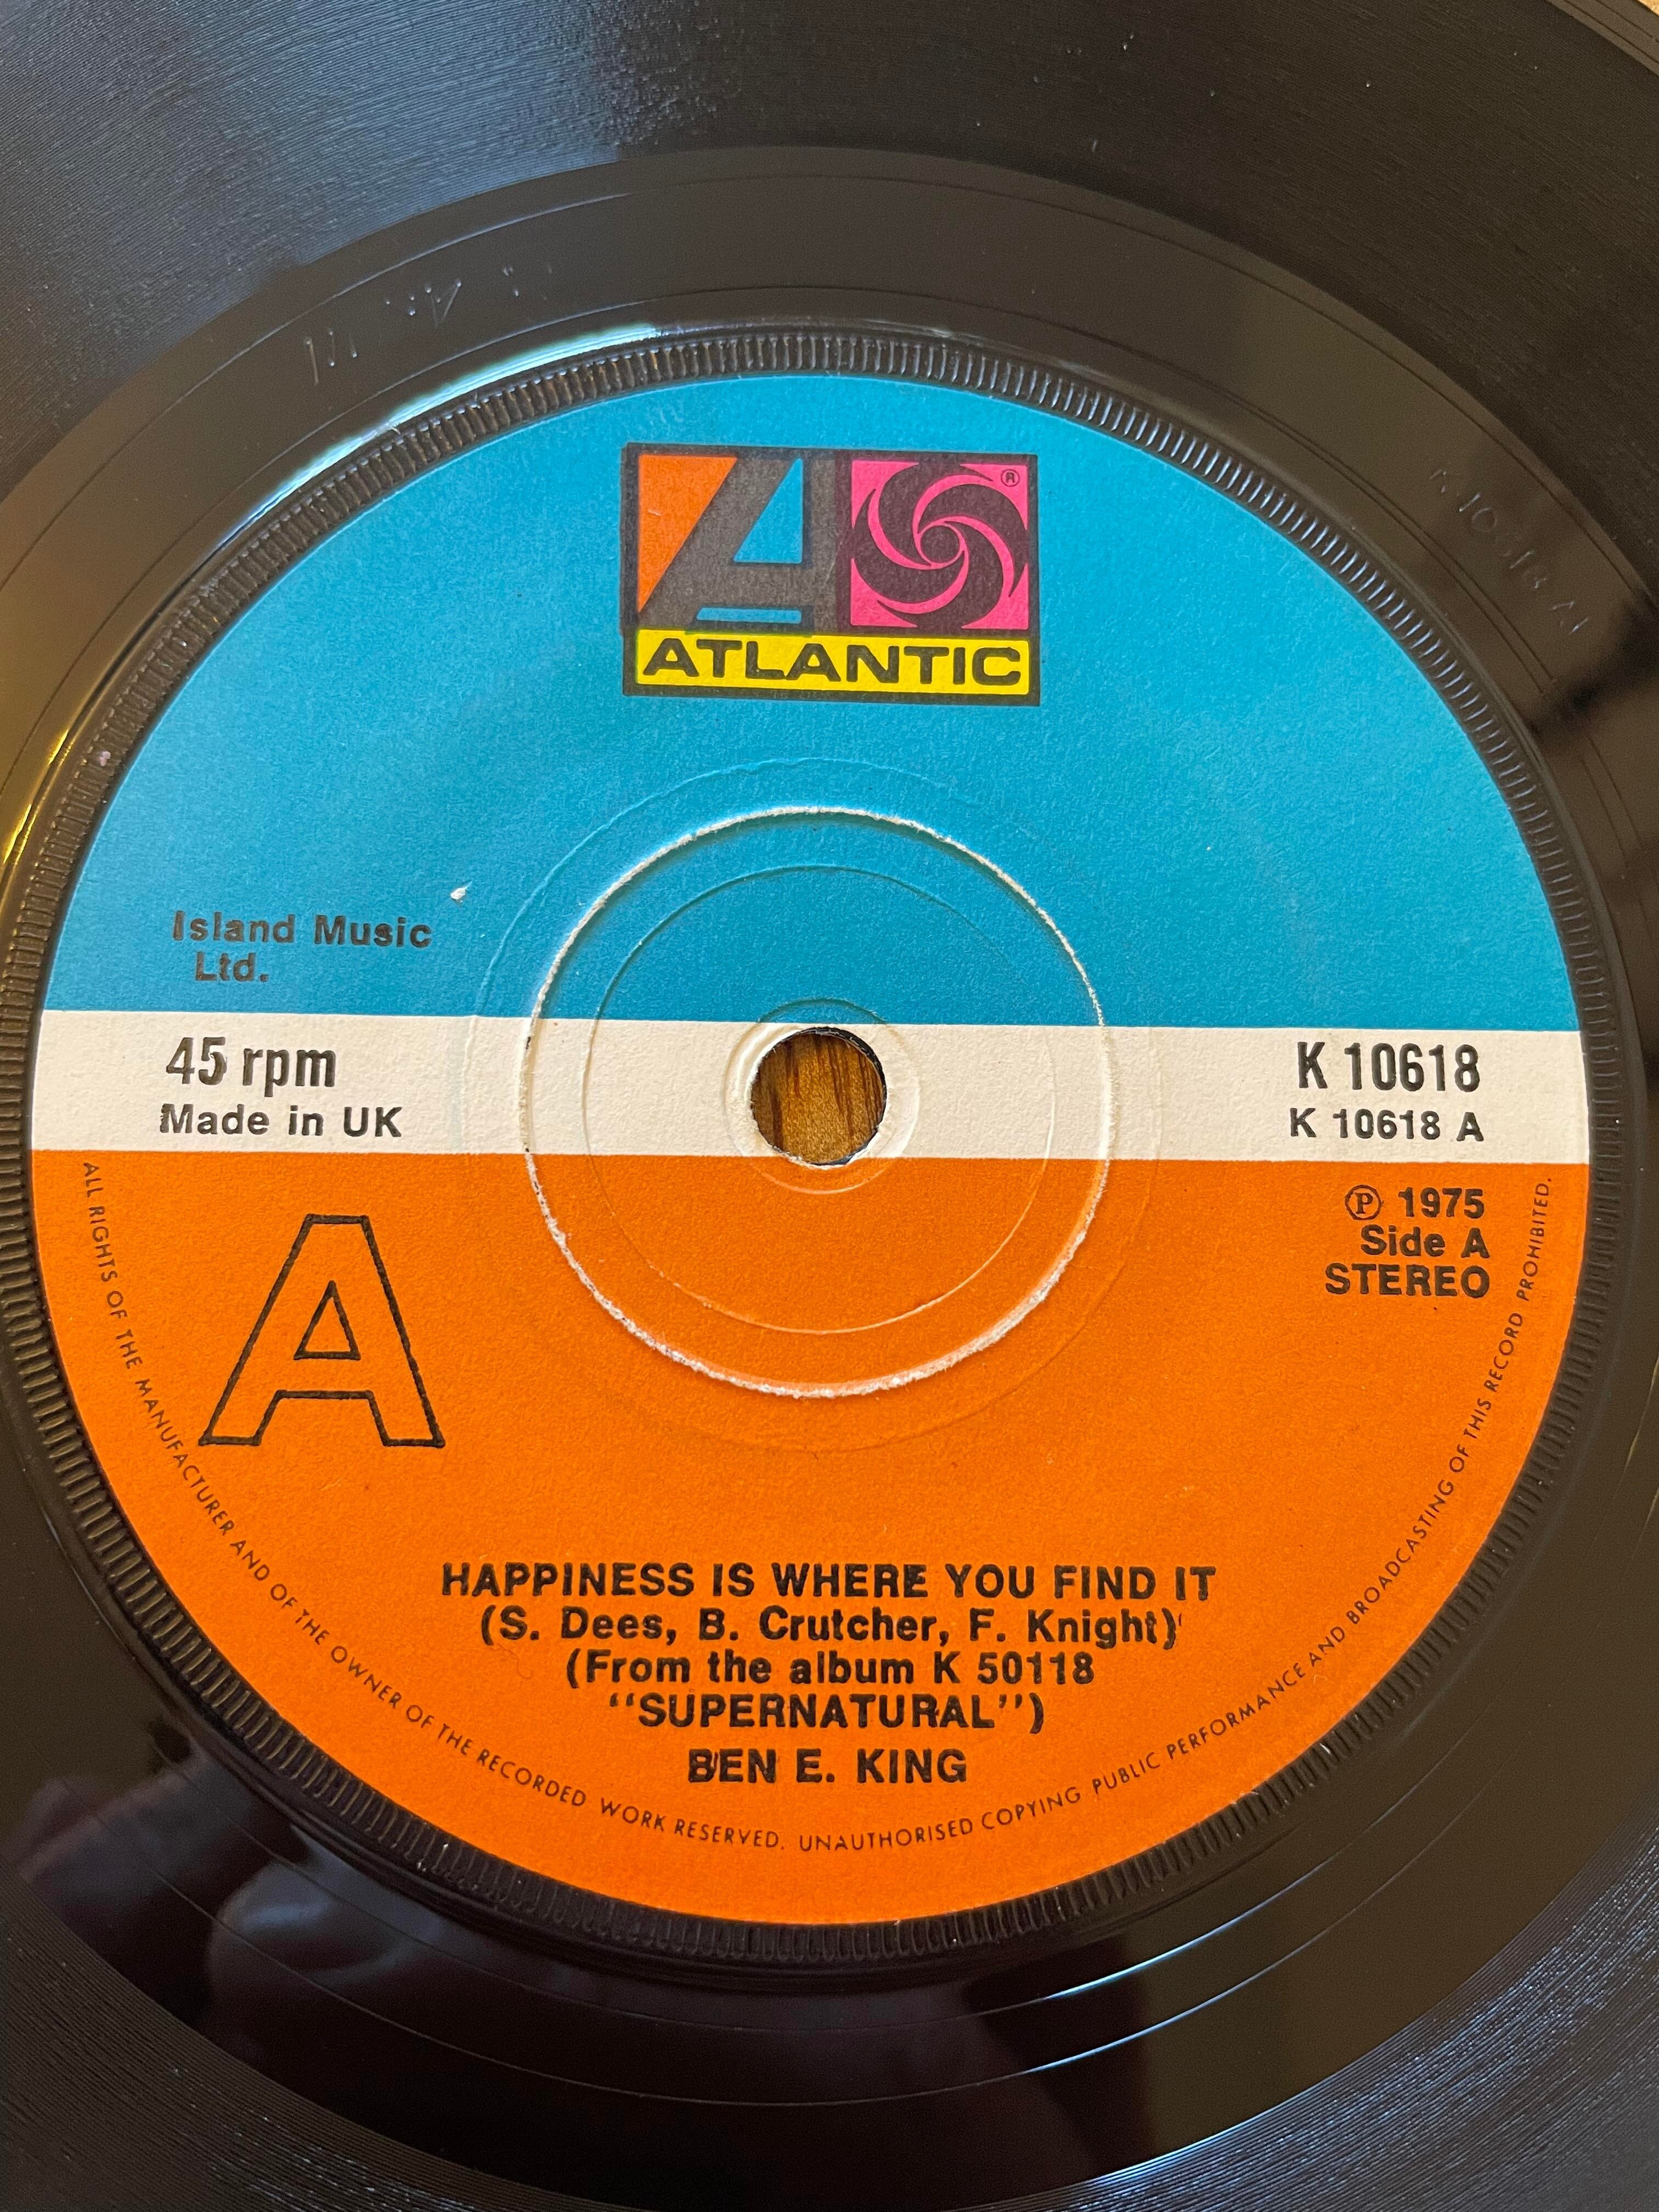 A
®
ATLANTIC
Island Music
Ltd.
45 rpm
Made in UK
K 10618
K 10618 A
℗ 1975
Side A
STEREO
A
HAPPINESS IS WHERE YOU FIND IT
(S. Dees, B. Crutcher, F. Knight)
(From the album K 50118
“SUPERNATURAL”)
BEN E. KING
ALL RIGHTS OF THE MANUFACTURER AND OF THE OWNER OF THE RECORDED WORK RESERVED. UNAUTHORISED COPYING PUBLIC PERFORMANCE AND BROADCASTING OF THIS RECORD PROHIBITED.